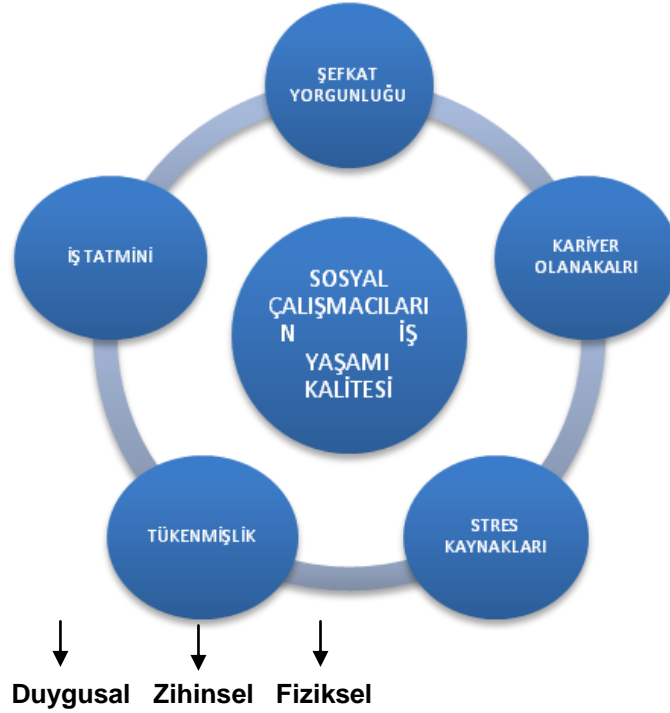 ŞEFKAT
YORGUNLUĞU
İŞ TATMİNİ
KARİYER
OLANAKALRI
SOSYAL
ÇALIŞMACILARI
N İŞ
YAŞAMI
KALİTESİ
TÜKENMİŞLİK
STRES
KAYNAKLARI
Duygusal Zihinsel Fiziksel